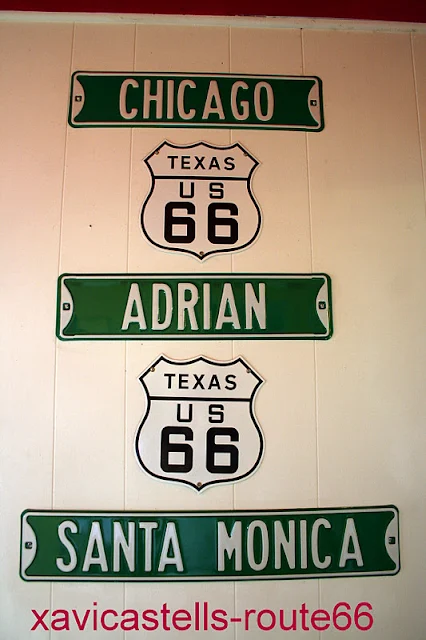 CHICAGO
TEXAS
US
66
ADRIAN
TEXAS
US
66
SANTA MONICA
xavicastells-route66